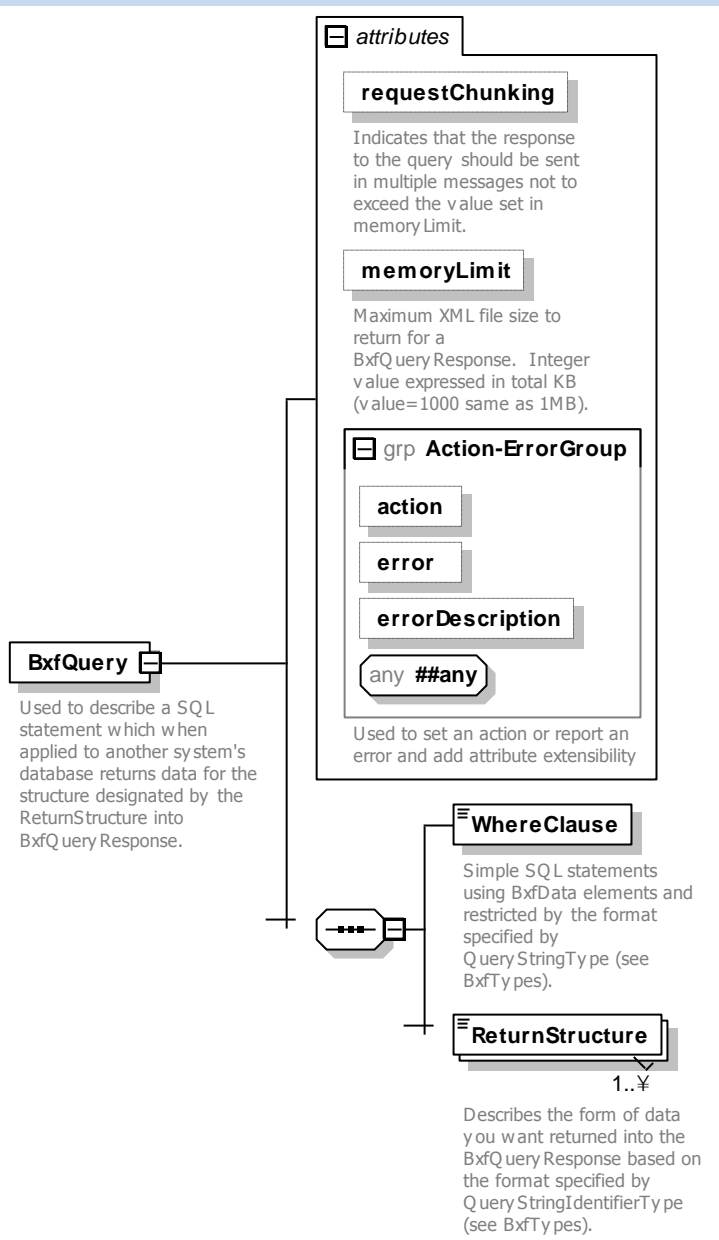 attributes
requestChunking
Indicates that the response
to the query should be sent
in multiple messages not to
exceed the value set in
memoryLimit.
memoryLimit
Maximum XML file size to
return for a
BxfQueryResponse. Integer
value expressed in total KB
(value=1000 same as 1MB).
grp Action-ErrorGroup
action
error
errorDescription
any ##any
Used to set an action or report an
error and add attribute extensibility
BxfQuery
Used to describe a SQL
statement which when
applied to another system's
database returns data for the
structure designated by the
ReturnStructure into
BxfQueryResponse.
WhereClause
Simple SQL statements
using BxfData elements and
restricted by the format
specified by
QueryStringType (see
BxfTypes).
ReturnStructure
1..¥
Describes the form of data
you want returned into the
BxfQueryResponse based on
the format specified by
QueryStringIdentifierType
(see BxfTypes).